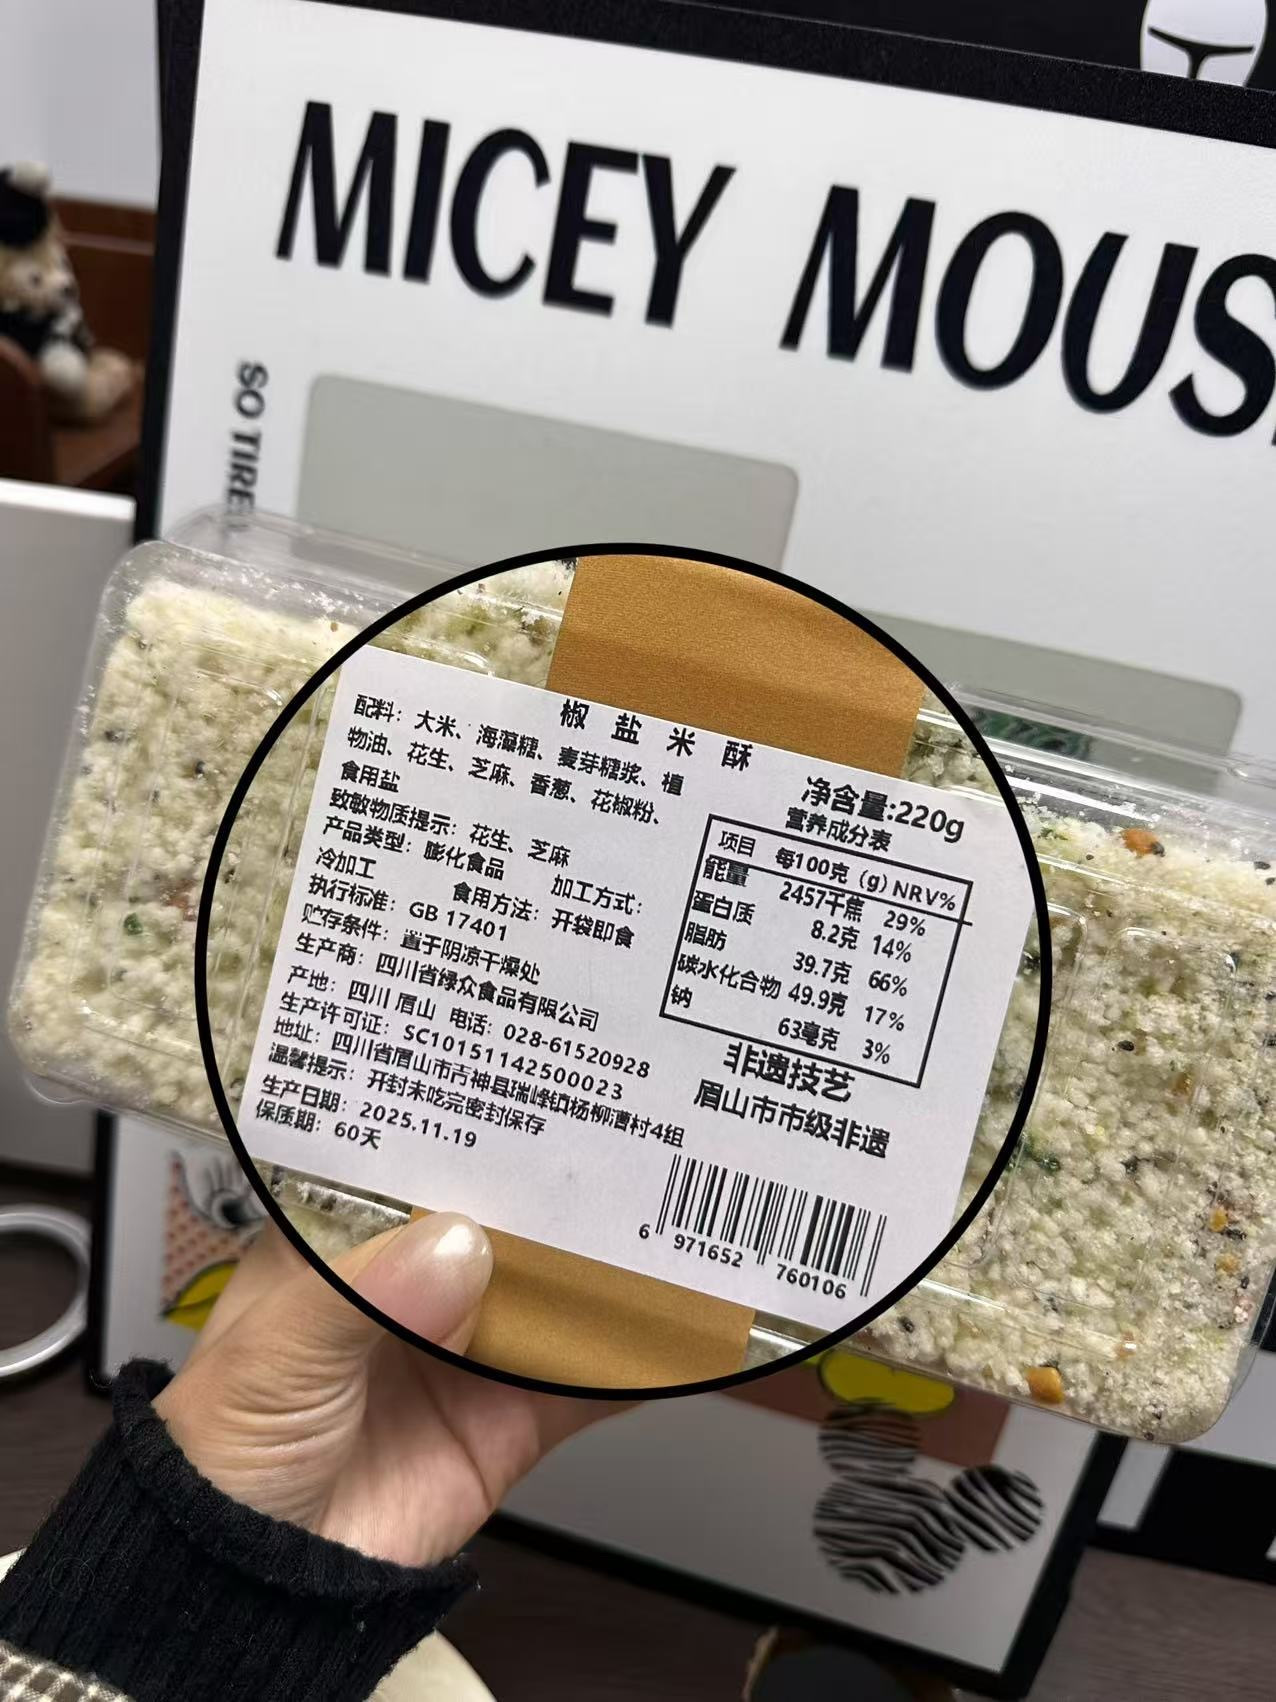 MICEY MOUS
SO TIRE
椒盐米酥
配料：大米、海藻糖、麦芽糖浆、植
物油、花生、芝麻、香葱、花椒粉、
食用盐
致敏物质提示：花生、芝麻
产品类型：膨化食品 加工方式：
冷加工 食用方法：开袋即食
执行标准：GB 17401
贮存条件：置于阴凉干燥处
生产商：四川省绿众食品有限公司
产地：四川 眉山 电话：028-61520928
生产许可证：SC10151142500023
地址：四川省眉山市青神县瑞峰镇杨柳漕村4组
温馨提示：开封未吃完密封保存
生产日期：2025.11.19
保质期：60天
净含量:220g
营养成分表
项目 每100克（g) NRV%
能量 2457千焦 29%
蛋白质 8.2克 14%
脂肪 39.7克 66%
碳水化合物 49.9克 17%
钠 63毫克 3%
非遗技艺
眉山市市级非遗
6 971652 760106